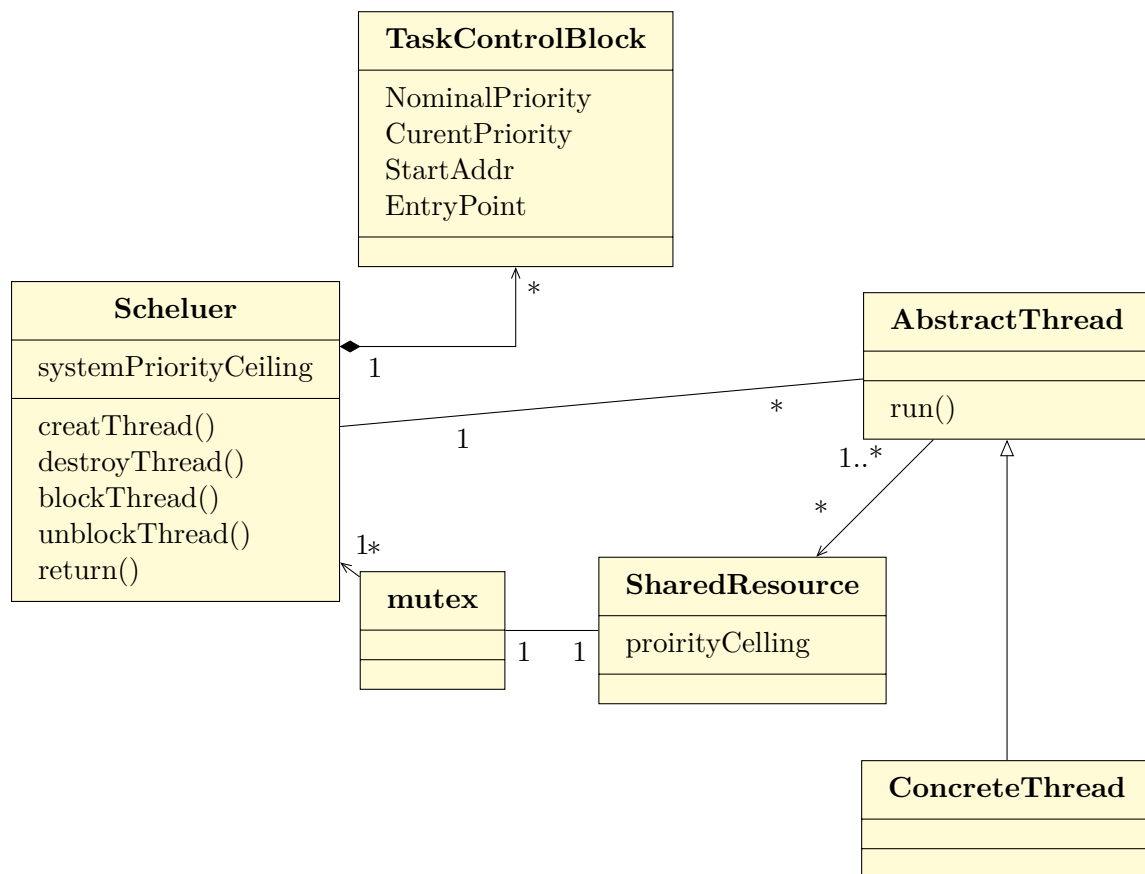 TaskControlBlock
NominalPriority
CurentPriority
StartAddr
EntryPoint
*
Scheluer
systemPriorityCeiling
creatThread()
destroyThread()
blockThread()
unblockThread()
return()
1
1
*
AbstractThread
run()
1..*
*
1
*
mutex
1
1
SharedResource
proirityCelling
ConcreteThread